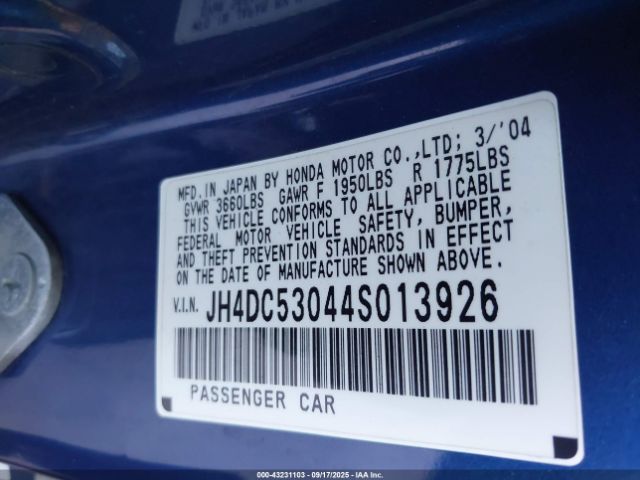 MFD. IN JAPAN BY HONDA MOTOR CO.,LTD; 3/'04
GVWR 3660LBS GAWR F 1950LBS R 1775LBS
THIS VEHICLE CONFORMS TO ALL APPLICABLE
FEDERAL MOTOR VEHICLE SAFETY, BUMPER,
AND THEFT PREVENTION STANDARDS IN EFFECT
ON THE DATE OF MANUFACTURE SHOWN ABOVE.
V.I.N. JH4DC53044S013926
PASSENGER CAR
000-43231103 - 09/17/2025 - IAA Inc.